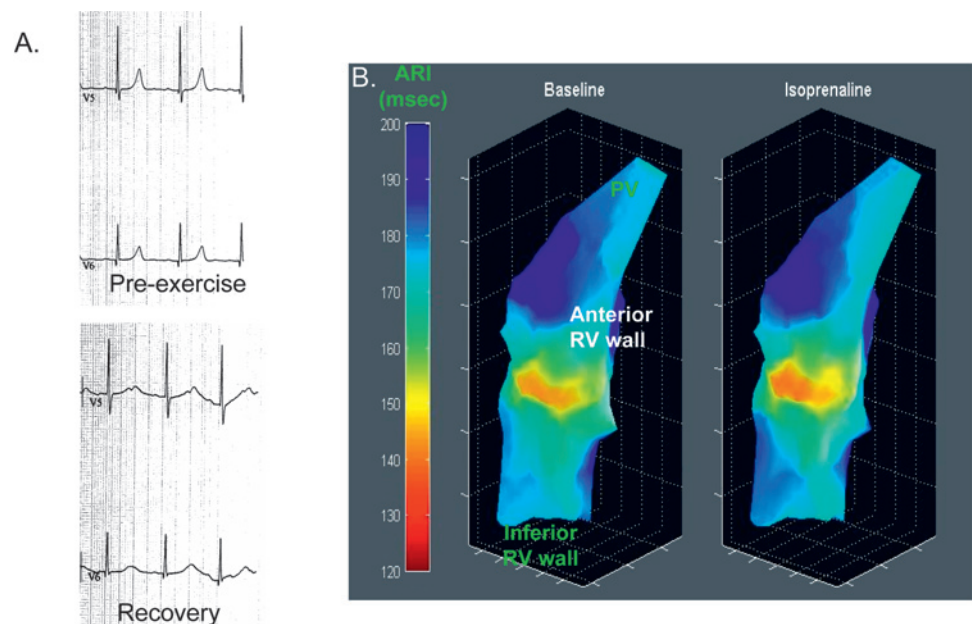 A.
V5
V6
Pre-exercise
V5
V6
Recovery
B.
ARI
(msec)
200
190
180
170
160
150
140
130
120
Baseline
PV
Anterior
RV wall
Inferior
RV wall
Isoprenaline